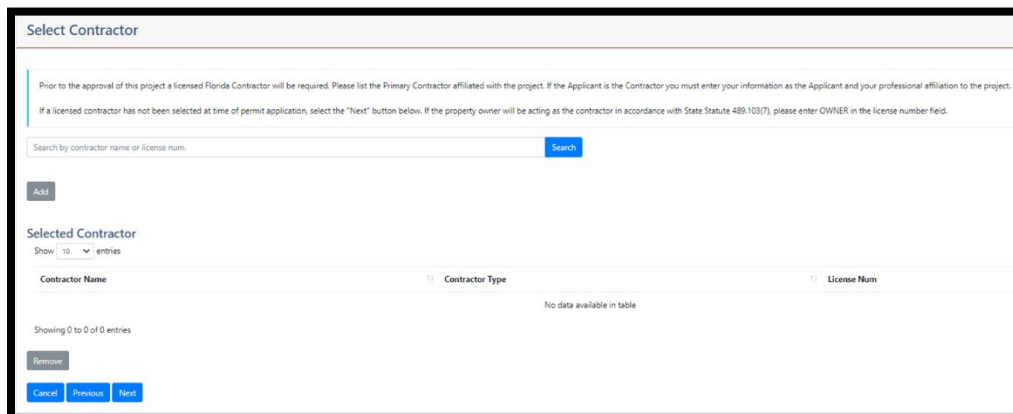 Select Contractor
Prior to the approval of this project a licensed Florida Contractor will be required. Please list the Primary Contractor affiliated with the project. If the Applicant is the Contractor you must enter your information as the Applicant and your professional affiliation to the project.
If a licensed contractor has not been selected at time of permit application, select the "Next" button below. If the property owner will be acting as the contractor in accordance with State Statute 489.103(7), please enter OWNER in the license number field.
Search by contractor name or license num. Search
Add
Selected Contractor
Show 10 entries
Contractor Name Contractor Type License Num
No data available in table
Showing 0 to 0 of 0 entries
Remove
Cancel Previous Next